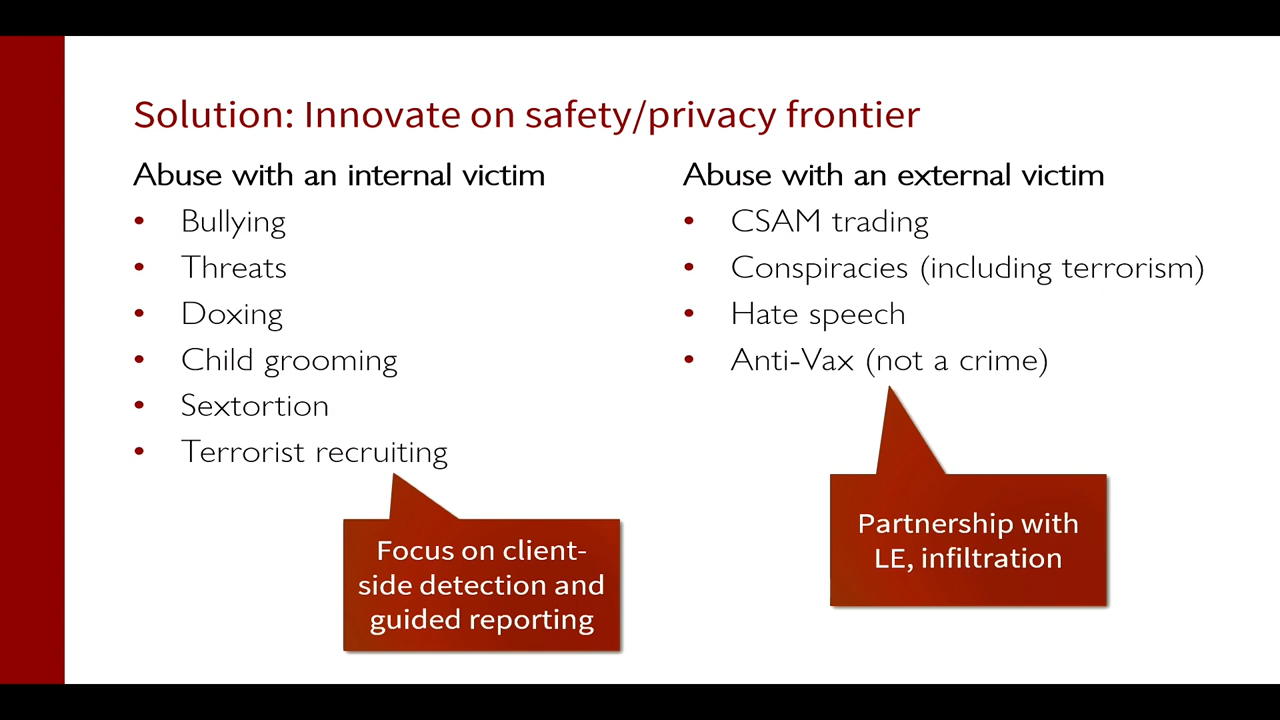 Solution: Innovate on safety/privacy frontier
Abuse with an internal victim
• Bullying
• Threats
• Doxing
• Child grooming
• Sextortion
• Terrorist recruiting
Focus on client-
side detection and
guided reporting
Abuse with an external victim
• CSAM trading
• Conspiracies (including terrorism)
• Hate speech
• Anti-Vax (not a crime)
Partnership with
LE, infiltration